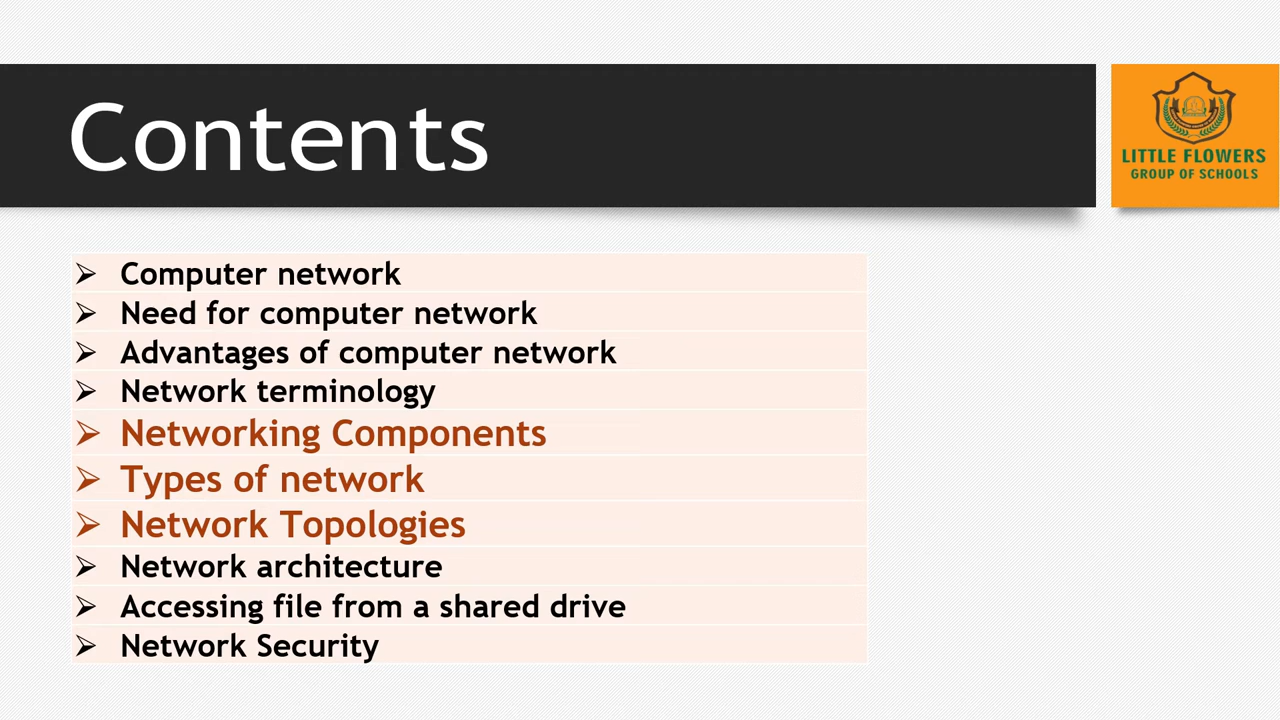 Contents
LITTLE FLOWERS
GROUP OF SCHOOLS
Computer network
Need for computer network
Advantages of computer network
Network terminology
Networking Components
Types of network
Network Topologies
Network architecture
Accessing file from a shared drive
Network Security